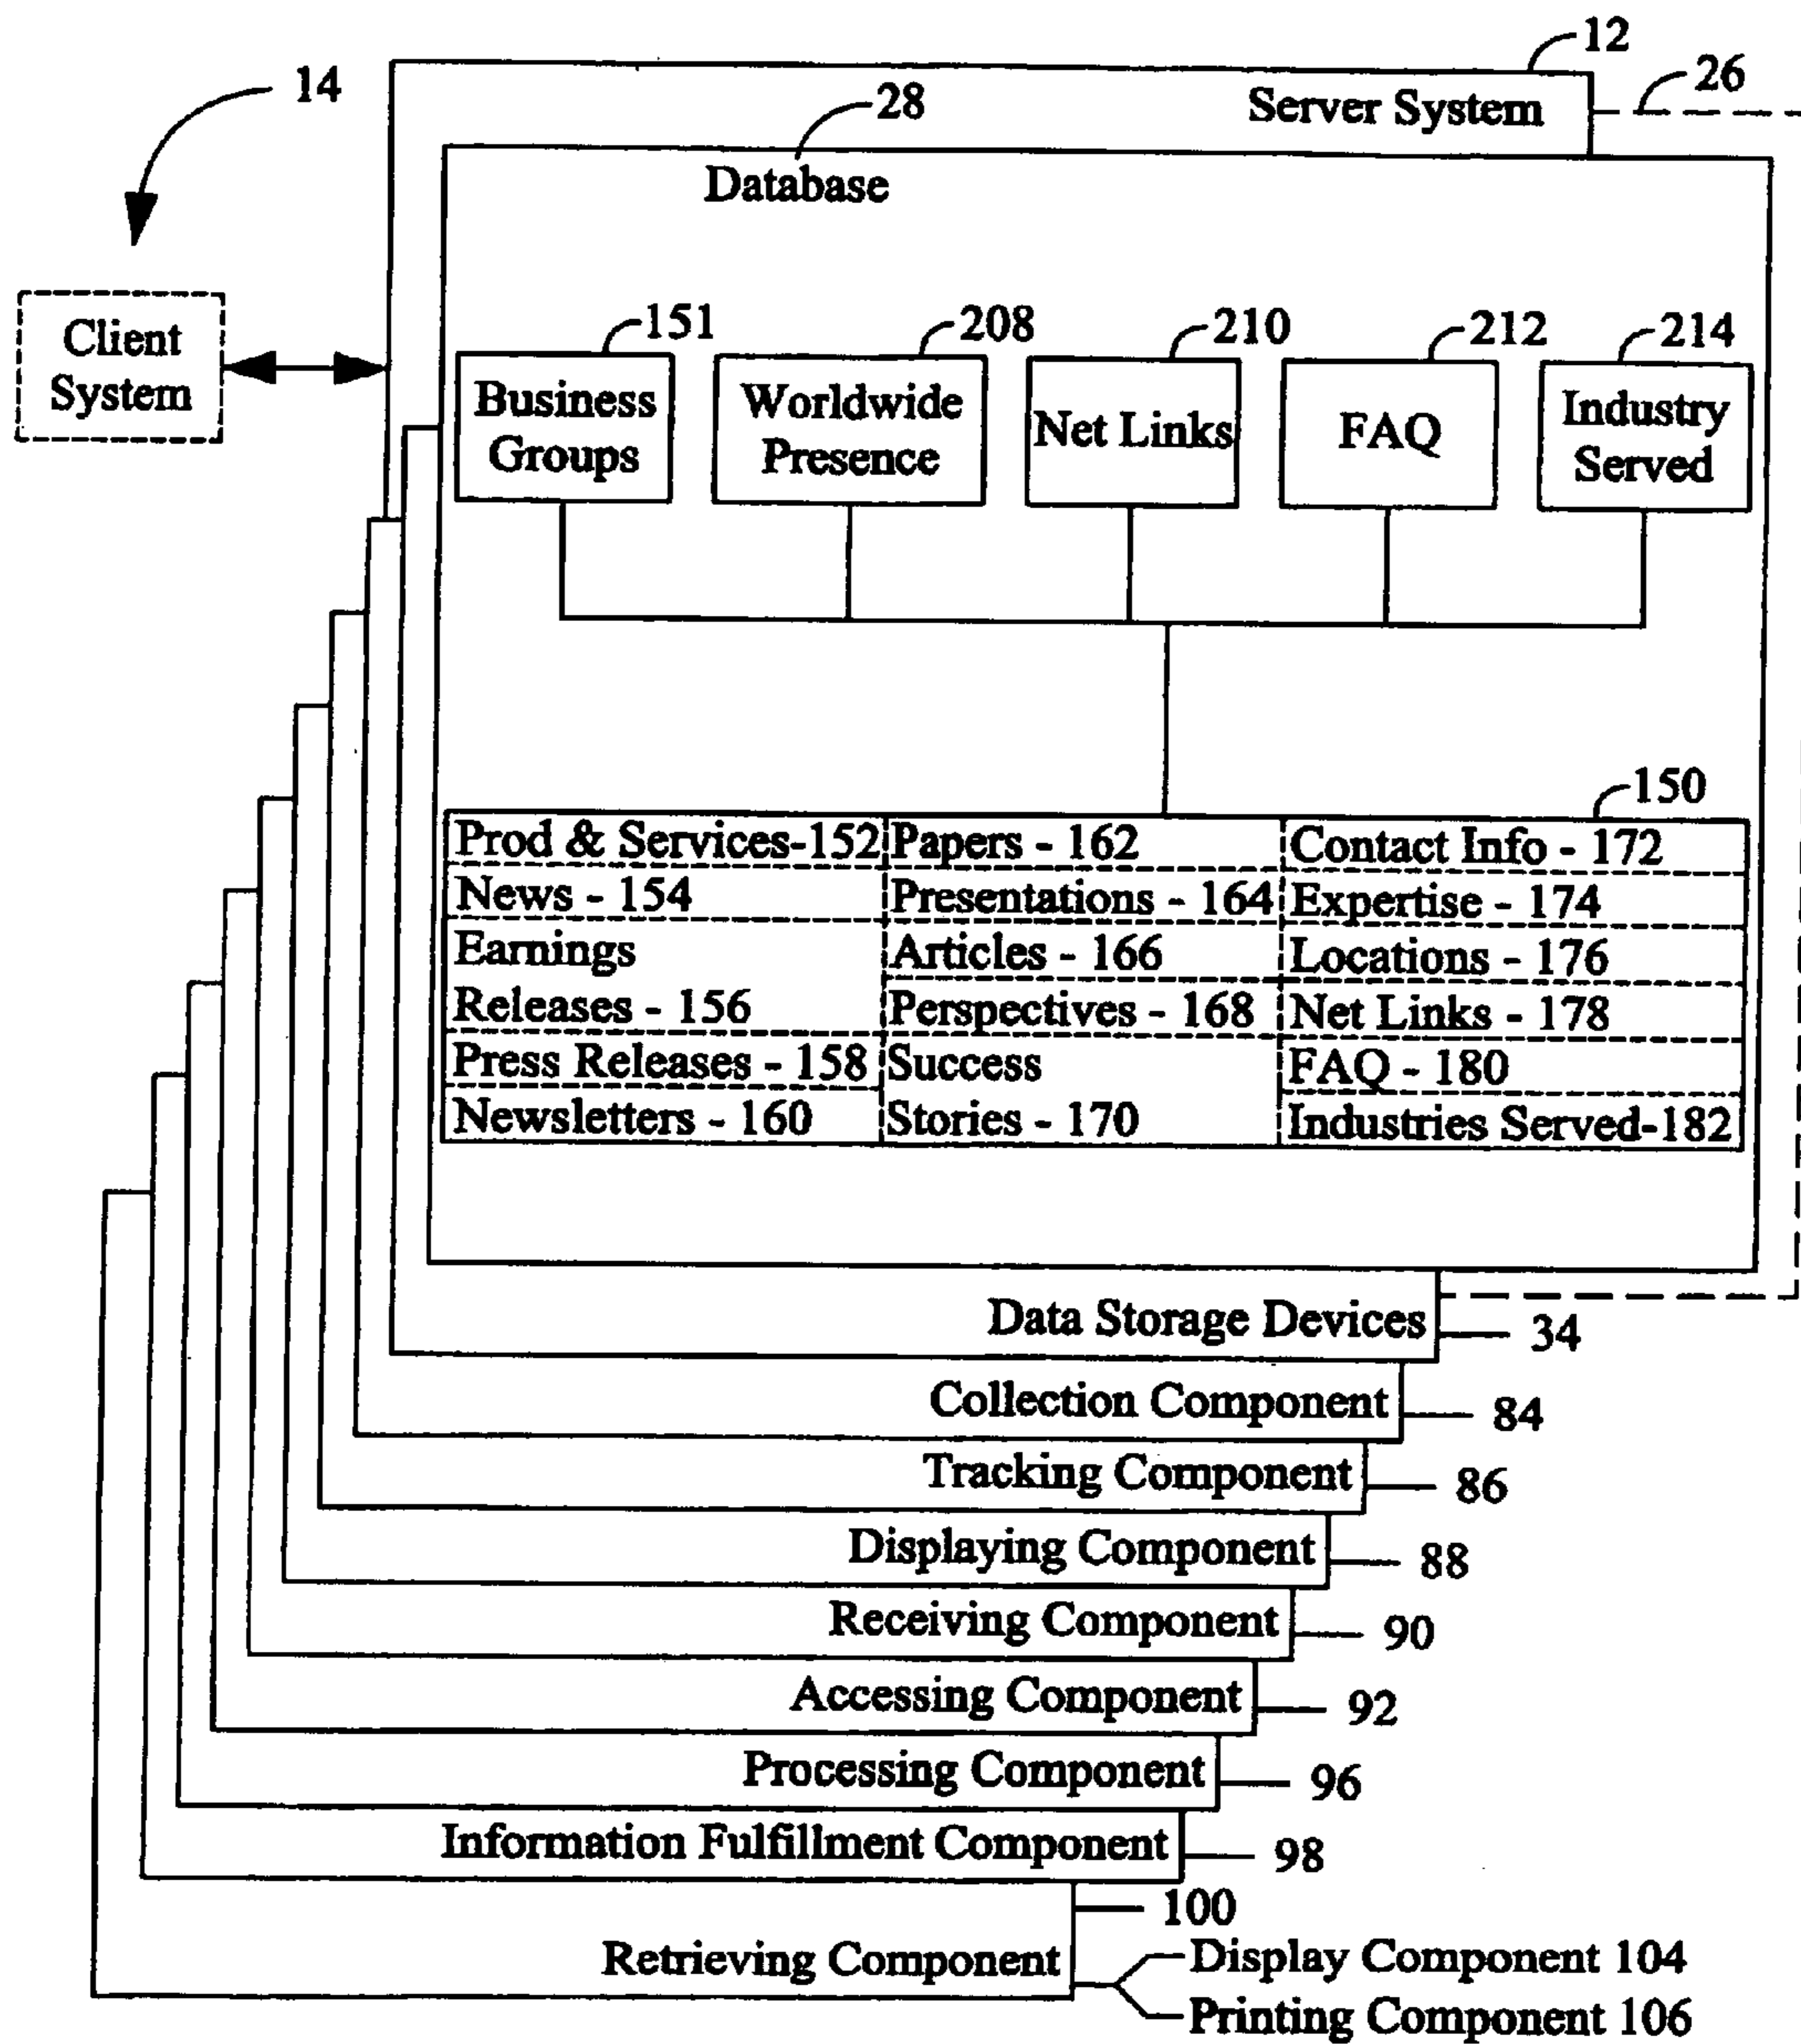 12
14
26
28
Server System
Database
Client
System
151
208
210
212
214
Business
Groups
Worldwide
Presence
Net Links
FAQ
Industry
Served
150
Prod & Services-152
News - 154
Earnings
Releases - 156
Press Releases - 158
Newsletters - 160
Papers - 162
Presentations - 164
Articles - 166
Perspectives - 168
Success
Stories - 170
Contact Info - 172
Expertise - 174
Locations - 176
Net Links - 178
FAQ - 180
Industries Served-182
Data Storage Devices
34
Collection Component
84
Tracking Component
86
Displaying Component
88
Receiving Component
90
Accessing Component
92
Processing Component
96
Information Fulfillment Component
98
100
Retrieving Component
Display Component 104
Printing Component 106